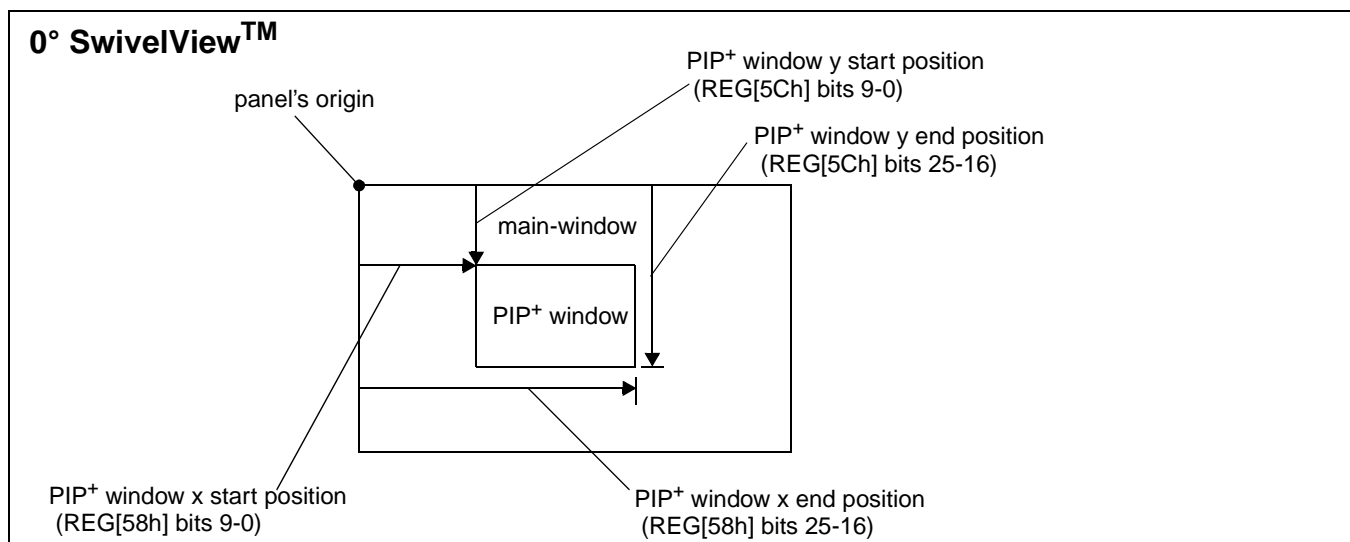 0° SwivelView™
PIP⁺ window y start position
(REG[5Ch] bits 9-0)
panel's origin
PIP⁺ window y end position
(REG[5Ch] bits 25-16)
main-window
PIP⁺ window
PIP⁺ window x start position
(REG[58h] bits 9-0)
PIP⁺ window x end position
(REG[58h] bits 25-16)